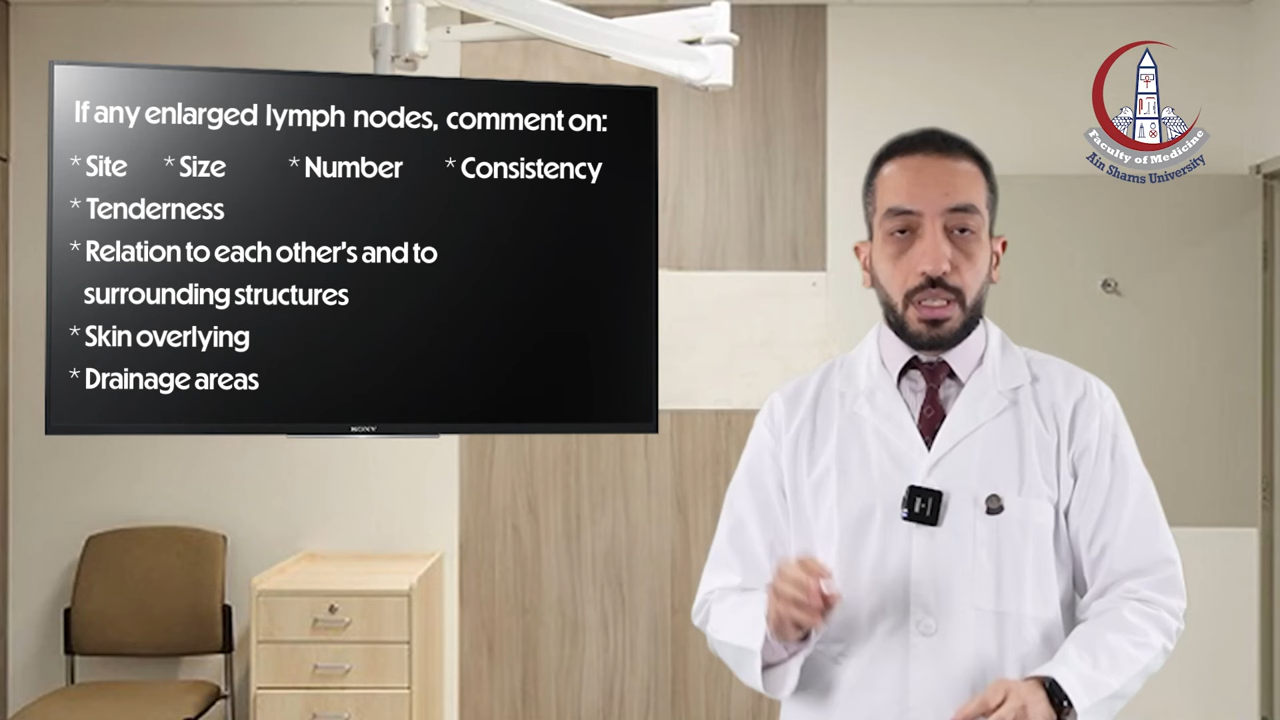 If any enlarged lymph nodes, comment on:
* Site * Size * Number * Consistency
* Tenderness
* Relation to each other's and to
surrounding structures
* Skin overlying
* Drainage areas
SONY
Faculty of Medicine
Ain Shams University